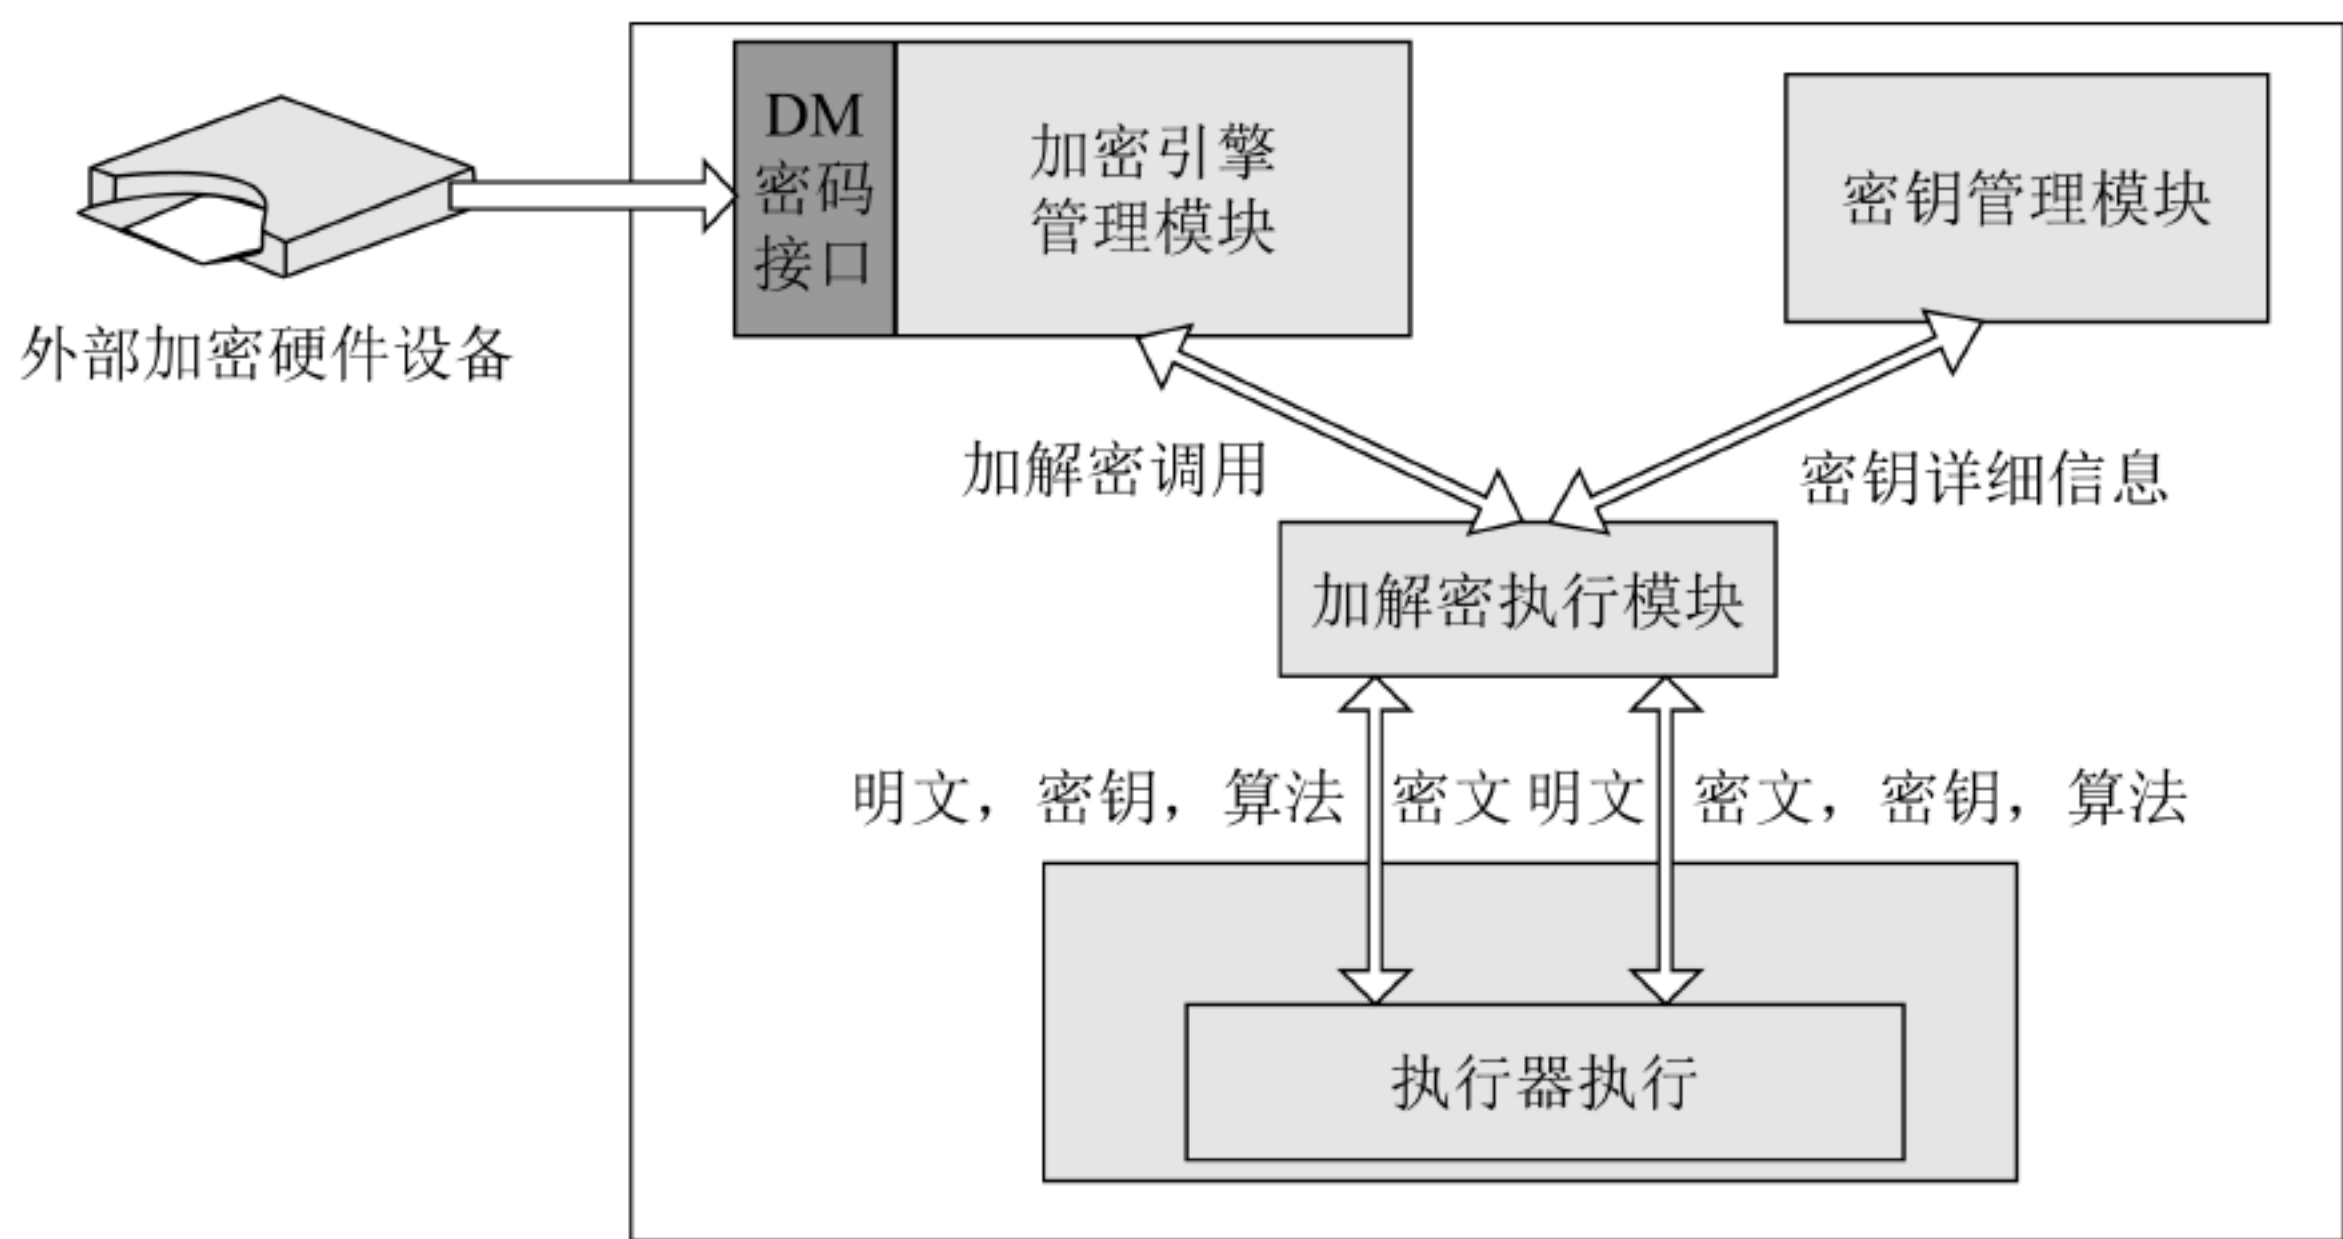 DM
密码
接口
加密引擎
管理模块
密钥管理模块
外部加密硬件设备
加解密调用
密钥详细信息
加解密执行模块
明文，密钥，算法 密文 明文 密文，密钥，算法
执行器执行